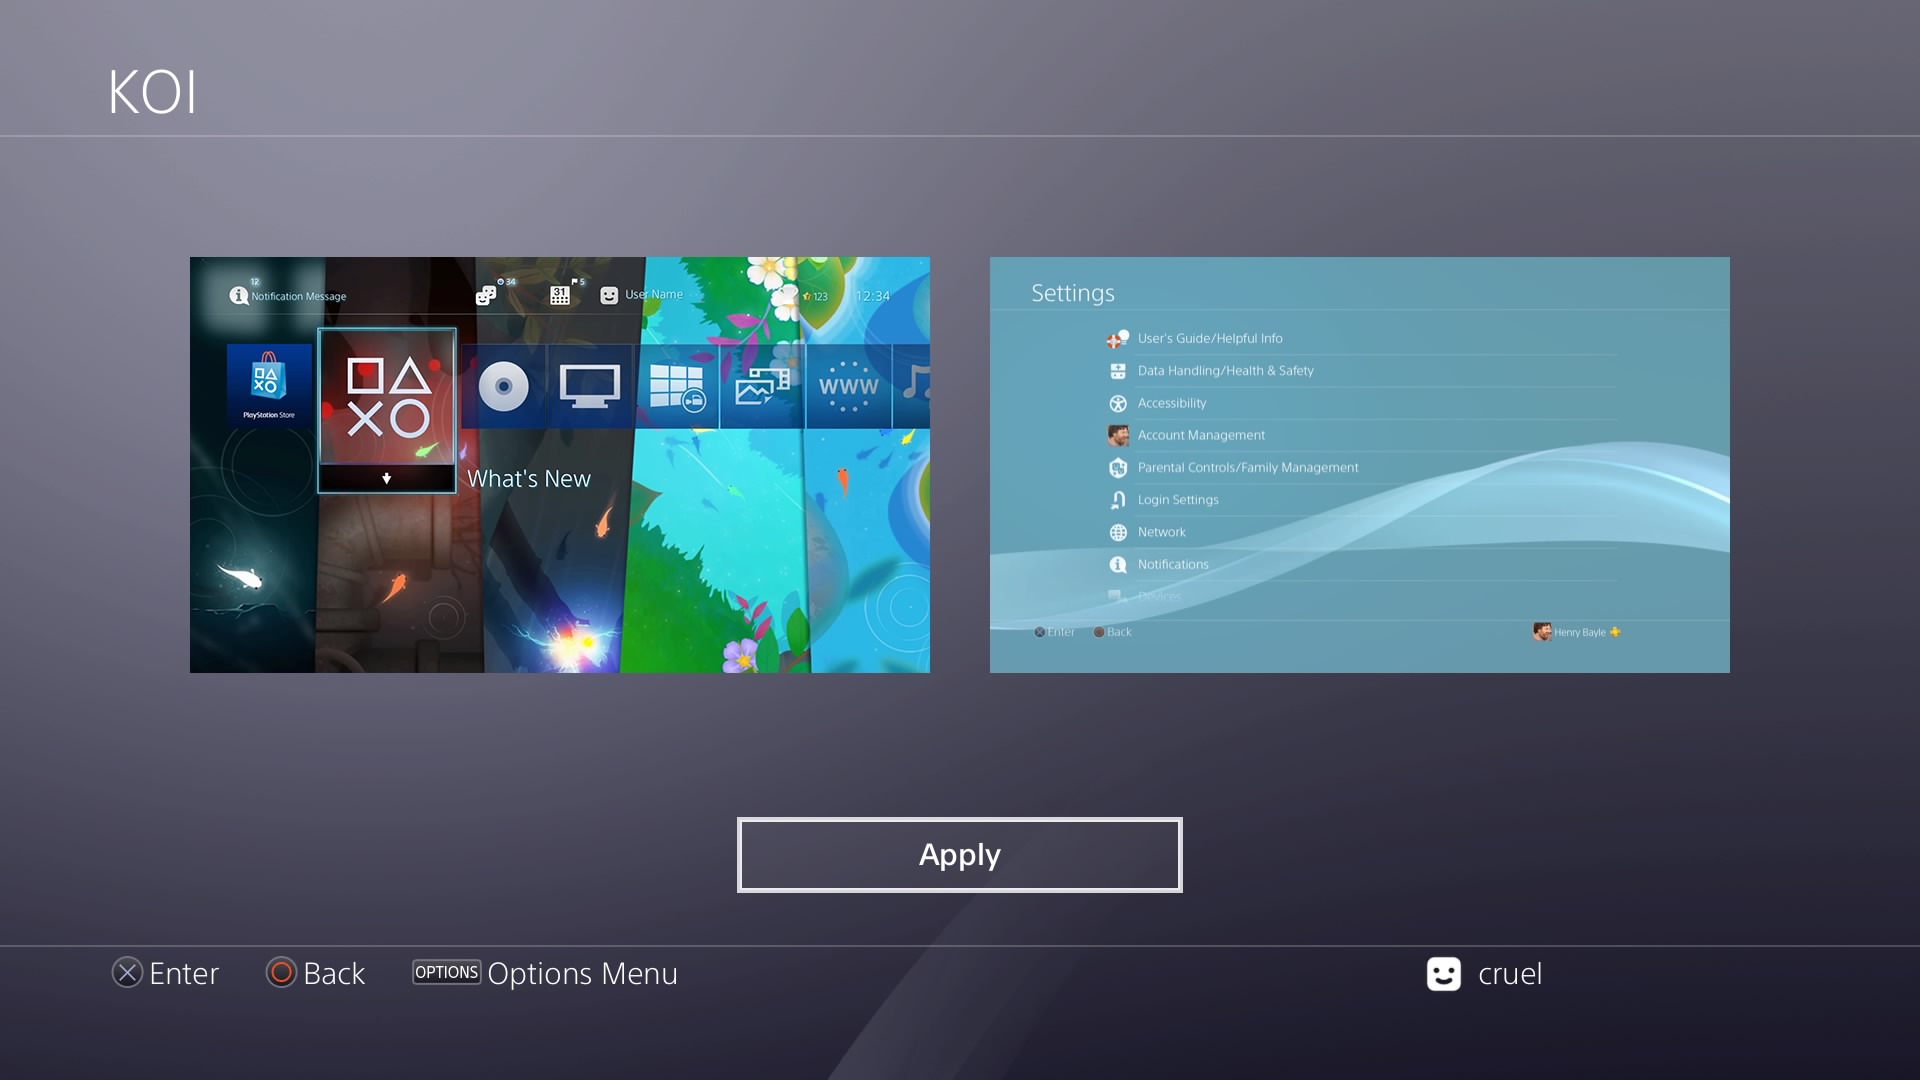 KOI
12
Notification Message
34
31
5
User Name
123
12:34
PlayStation Store
WWW
What's New
Settings
User's Guide/Helpful Info
Data Handling/Health & Safety
Accessibility
Account Management
Parental Controls/Family Management
Login Settings
Network
Notifications
Devices
Enter
Back
Henry Bayle
Apply
Enter
Back
OPTIONS Options Menu
cruel